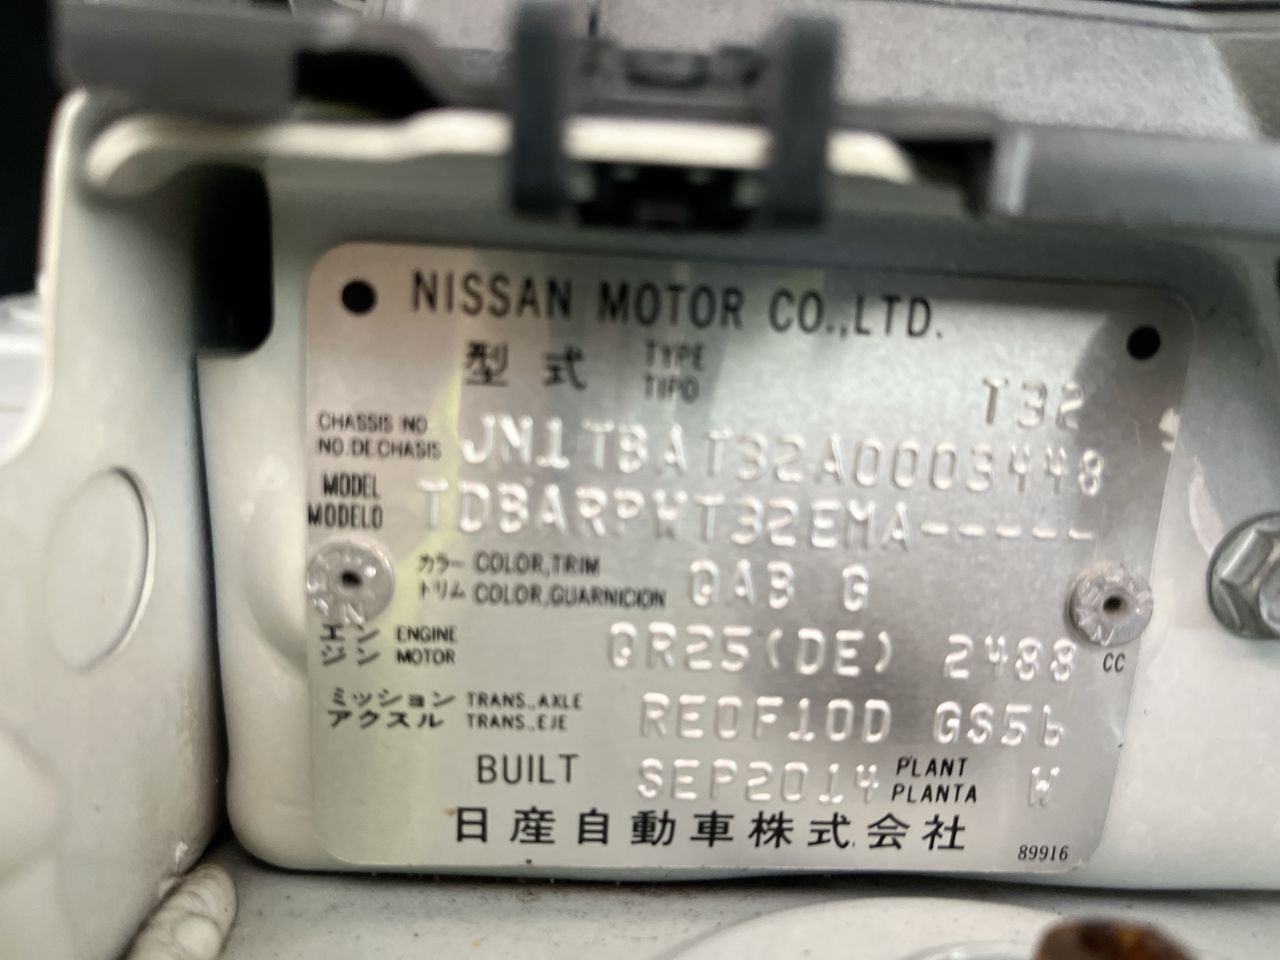 NISSAN MOTOR CO.,LTD.
型式 TYPE TIPO T32
CHASSIS NO. NO.DE CHASIS JN1TBAT32A0003448
MODEL MODELO TDBARPWT32EMA-----
カラー トリム COLOR,TRIM COLOR,GUARNICION QAB G
エンジン ENGINE MOTOR QR25(DE) 2488 CC
ミッション アクスル TRANS.,AXLE TRANS.,EJE RE0F10D GS56
BUILT SEP2014 PLANT PLANTA W
日産自動車株式会社
89916